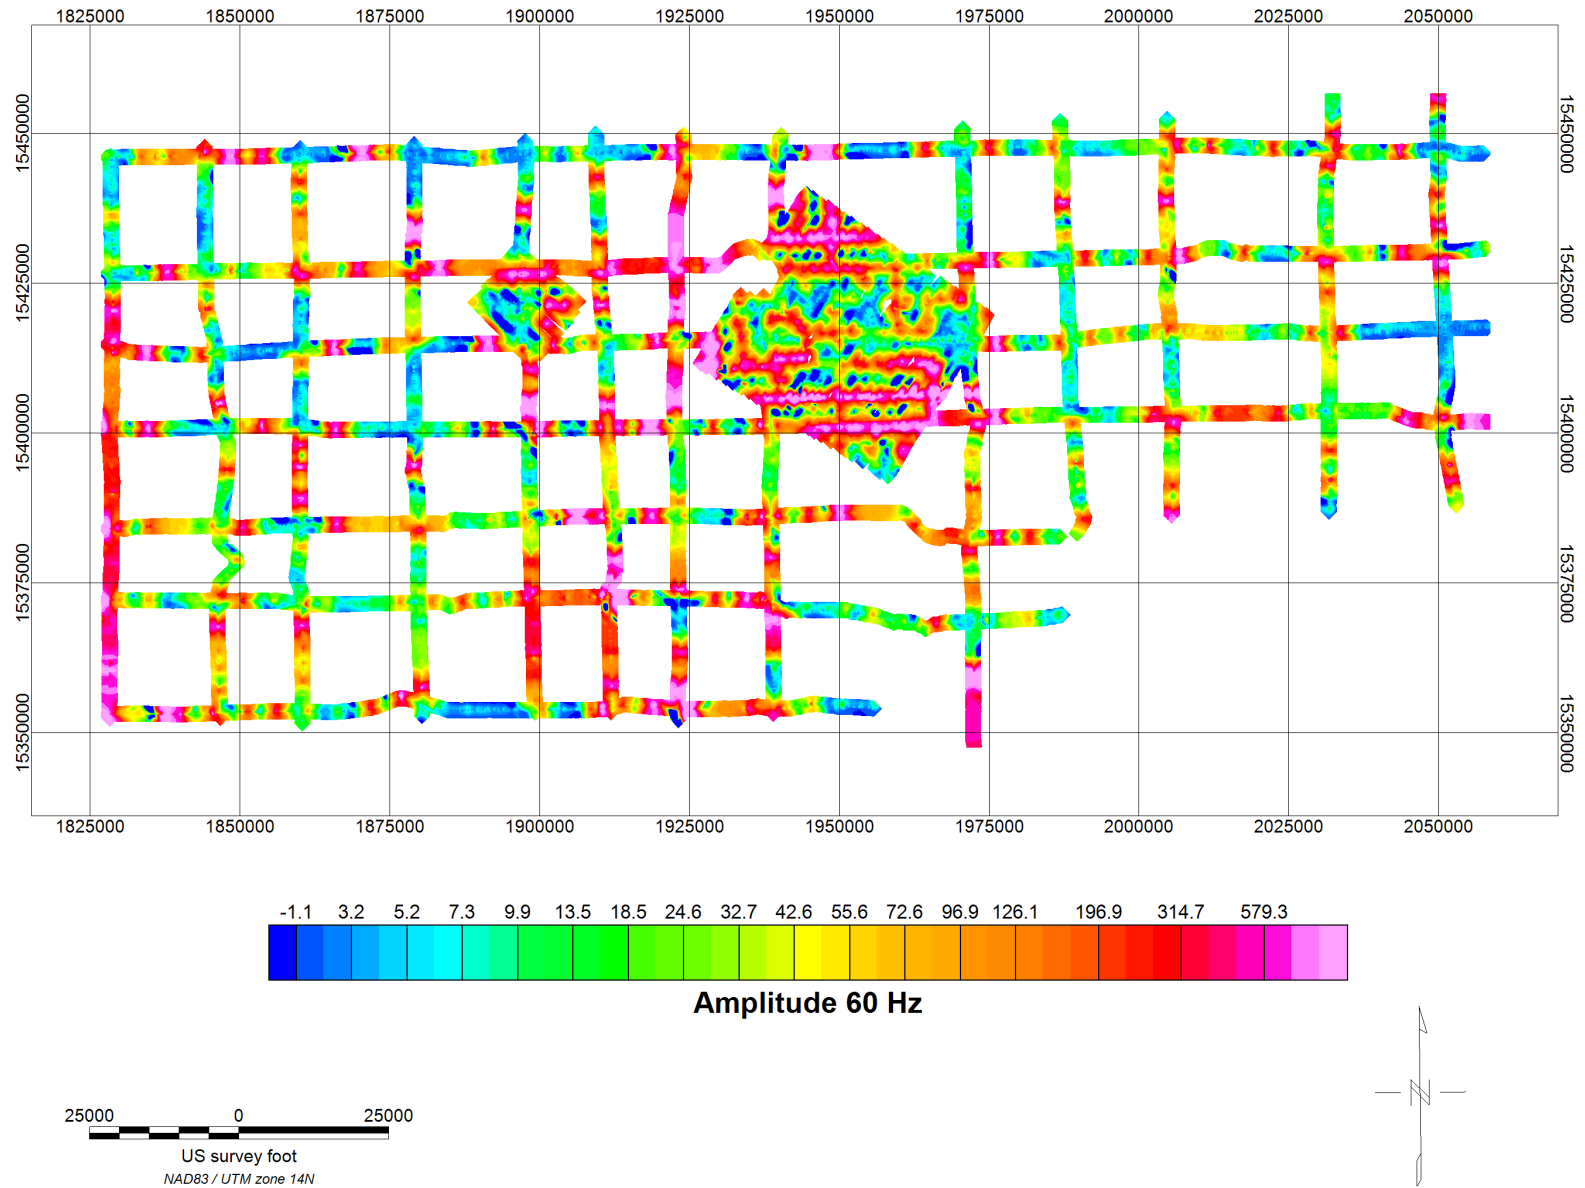 1825000 1850000 1875000 1900000 1925000 1950000 1975000 2000000 2025000 2050000
15450000 15450000
15425000 15425000
15400000 15400000
15375000 15375000
15350000 15350000
1825000 1850000 1875000 1900000 1925000 1950000 1975000 2000000 2025000 2050000
-1.1 3.2 5.2 7.3 9.9 13.5 18.5 24.6 32.7 42.6 55.6 72.6 96.9 126.1 196.9 314.7 579.3
Amplitude 60 Hz
25000 0 25000
US survey foot
NAD83 / UTM zone 14N
N